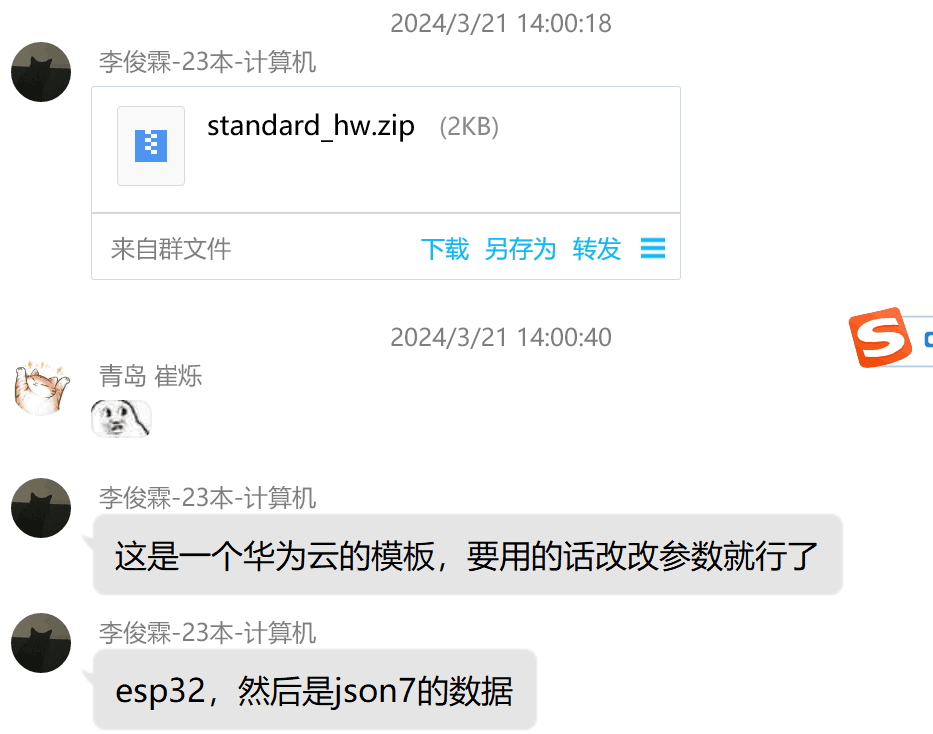 2024/3/21 14:00:18
李俊霖-23本-计算机
standard_hw.zip (2KB)
来自群文件 下载 另存为 转发
2024/3/21 14:00:40
青岛 崔烁
李俊霖-23本-计算机
这是一个华为云的模板，要用的话改改参数就行了
李俊霖-23本-计算机
esp32，然后是json7的数据